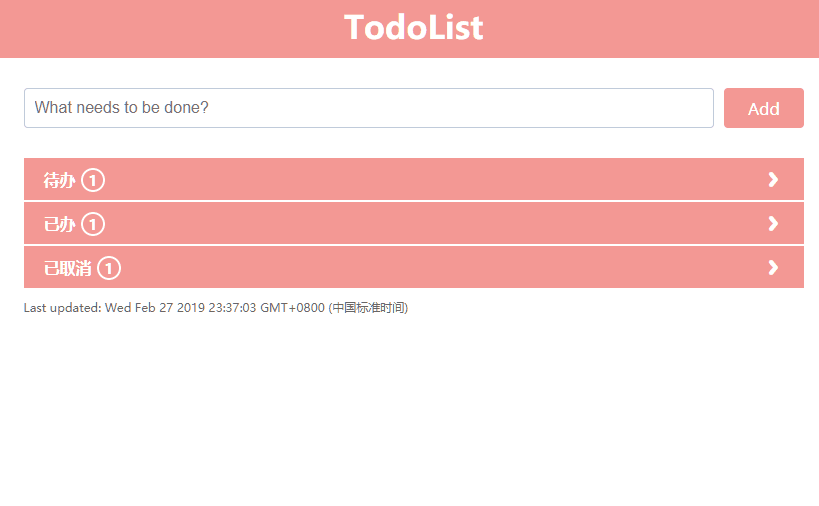 TodoList
What needs to be done?
Add
待办 1
已办 1
已取消 1
Last updated: Wed Feb 27 2019 23:37:03 GMT+0800 (中国标准时间)